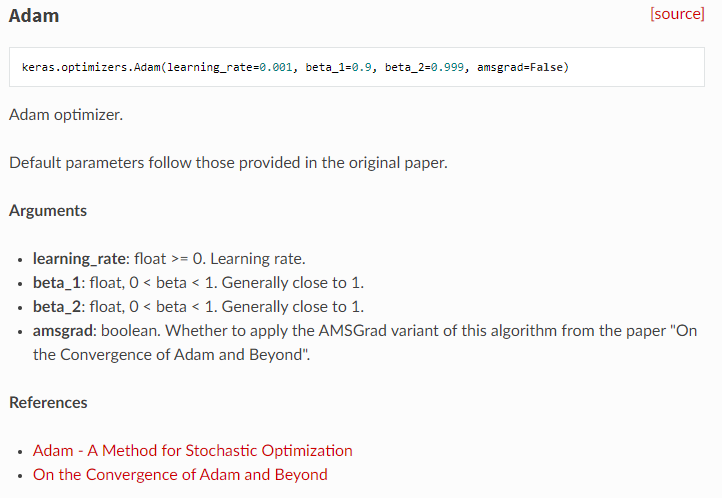 Adam [source]
keras.optimizers.Adam(learning_rate=0.001, beta_1=0.9, beta_2=0.999, amsgrad=False)
Adam optimizer.
Default parameters follow those provided in the original paper.
Arguments
• learning_rate: float >= 0. Learning rate.
• beta_1: float, 0 < beta < 1. Generally close to 1.
• beta_2: float, 0 < beta < 1. Generally close to 1.
• amsgrad: boolean. Whether to apply the AMSGrad variant of this algorithm from the paper "On
the Convergence of Adam and Beyond".
References
• Adam - A Method for Stochastic Optimization
• On the Convergence of Adam and Beyond